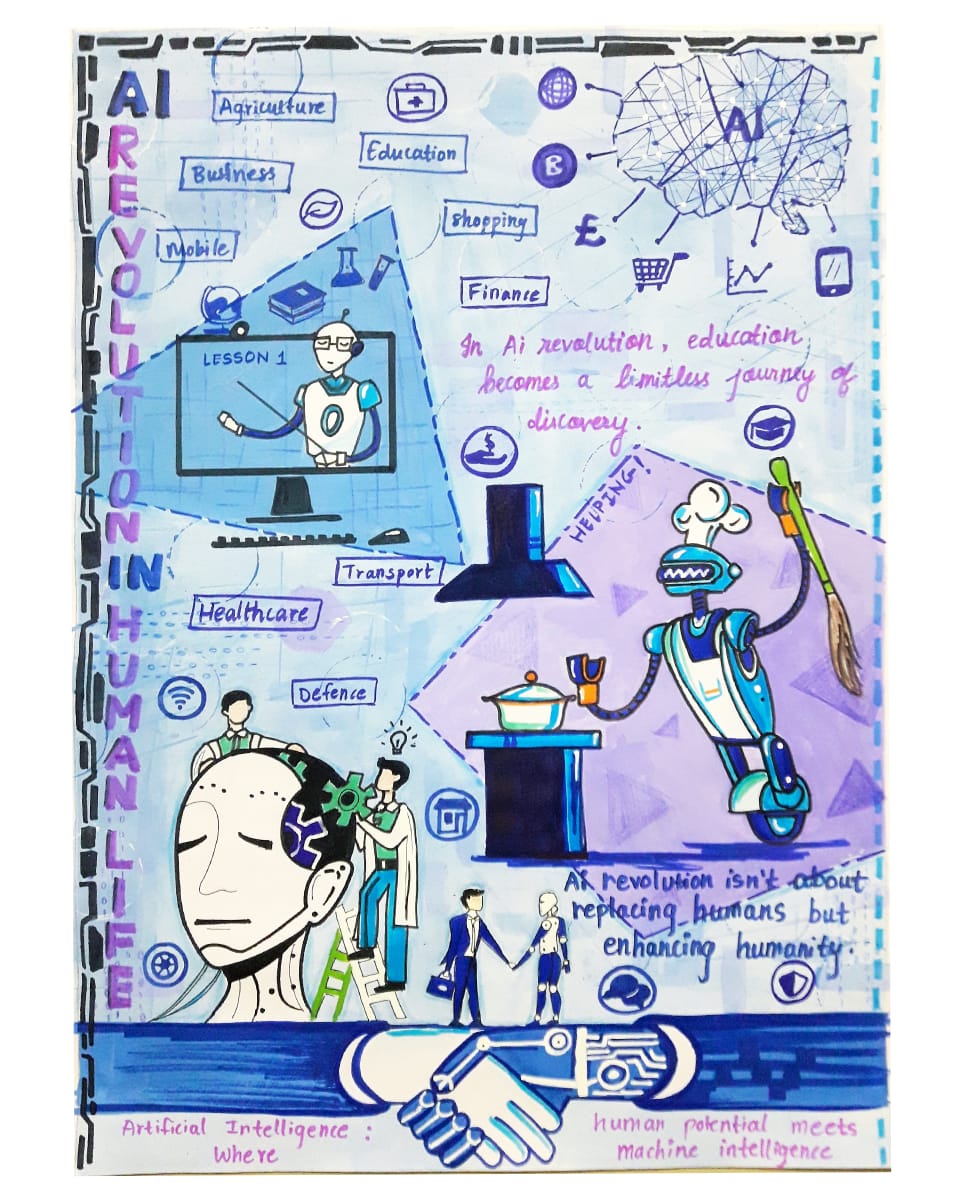 AI REVOLUTION IN HUMAN LIFE
Agriculture
Education
Business
Shopping
Mobile
Finance
AI
B
£
LESSON 1
In Ai revolution, education
becomes a limitless journey of
discovery.
HELPING!
Transport
Healthcare
Defence
Ai revolution isn't about
replacing humans but
enhancing humanity.
Artificial Intelligence :
Where
human potential meets
machine intelligence